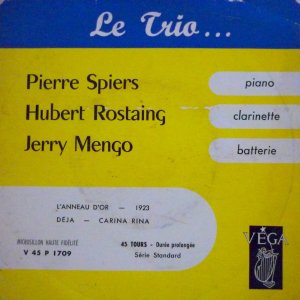 Le Trio...
Pierre Spiers piano
Hubert Rostaing clarinette
Jerry Mengo batterie
L'ANNEAU D'OR — 1923
DÉJA — CARINA RINA
MICROSILLON HAUTE FIDÉLITÉ
V 45 P 1709
45 TOURS - Durée prolongée
Série Standard
VÉGA